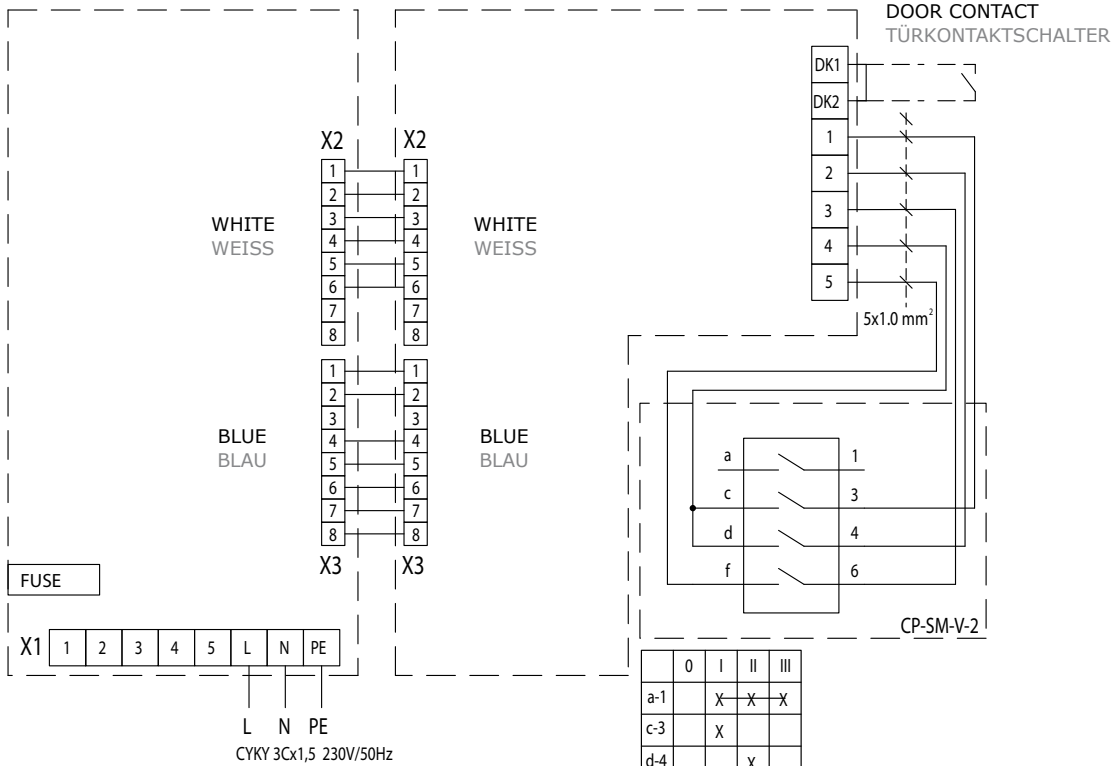 DOOR CONTACT
TÜRKONTAKTSCHALTER
DK1
DK2
1
2
3
4
5
5x1.0 mm²
X2 X2
1 1
2 2
3 3
4 4
5 5
6 6
7 7
8 8
WHITE
WEISS
WHITE
WEISS
1 1
2 2
3 3
4 4
5 5
6 6
7 7
8 8
X3 X3
BLUE
BLAU
BLUE
BLAU
a 1
c 3
d 4
f 6
CP-SM-V-2
FUSE
X1 1 2 3 4 5 L N PE
L N PE
CYKY 3Cx1,5 230V/50Hz
0 I II III
a-1 X X X
c-3 X
d-4 X